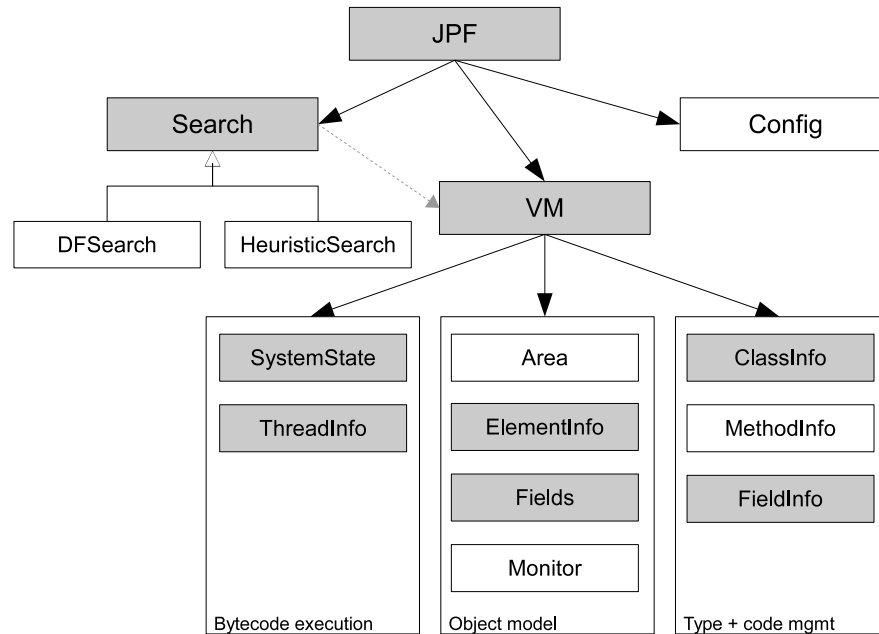 JPF
Search
Config
VM
DFSearch
HeuristicSearch
SystemState
ThreadInfo
Bytecode execution
Area
ElementInfo
Fields
Monitor
Object model
ClassInfo
MethodInfo
FieldInfo
Type + code mgmt